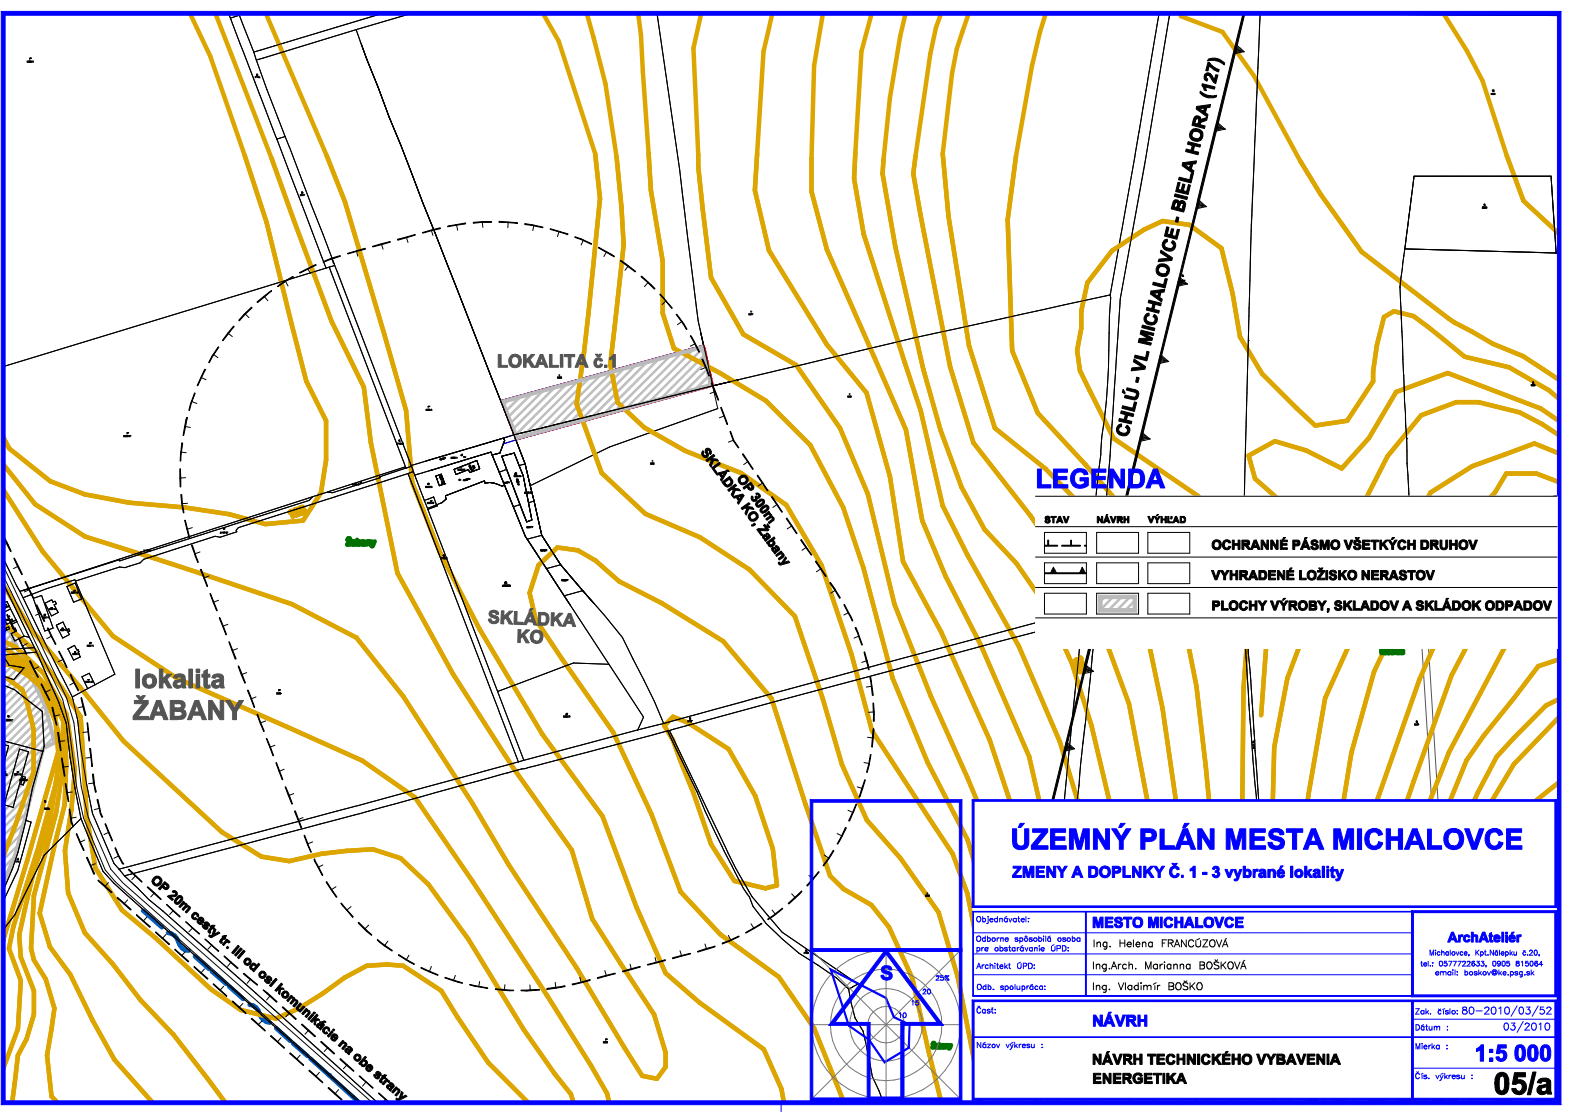 CHLÚ - VL MICHALOVCE - BIELA HORA (127)
LOKALITA č.1
OP 300m
SKLÁDKA KO, Žabany
Žabany
SKLÁDKA
KO
lokalita
ŽABANY
OP 20m cesty tr. III od osi komunikácie na obe strany
LEGENDA
STAV NÁVRH VÝHĽAD
OCHRANNÉ PÁSMO VŠETKÝCH DRUHOV
VYHRADENÉ LOŽISKO NERASTOV
PLOCHY VÝROBY, SKLADOV A SKLÁDOK ODPADOV
S
25%
20
15
10
ÚZEMNÝ PLÁN MESTA MICHALOVCE
ZMENY A DOPLNKY Č. 1 - 3 vybrané lokality
Objednávateľ: MESTO MICHALOVCE
Odborne spôsobilá osoba
pre obstarávanie ÚPD: Ing. Helena FRANCÚZOVÁ
Architekt ÚPD: Ing.Arch. Marianna BOŠKOVÁ
Odb. spolupráca: Ing. Vladimír BOŠKO
ArchAteliér
Michalovce, Kpt.Nálepku č.20,
tel.: 0577722633, 0905 815064
email: boskov@ke.psg.sk
Časť: NÁVRH
Názov výkresu :
NÁVRH TECHNICKÉHO VYBAVENIA
ENERGETIKA
Zak. číslo: 80-2010/03/52
Dátum : 03/2010
Mierka : 1:5 000
Čís. výkresu : 05/a